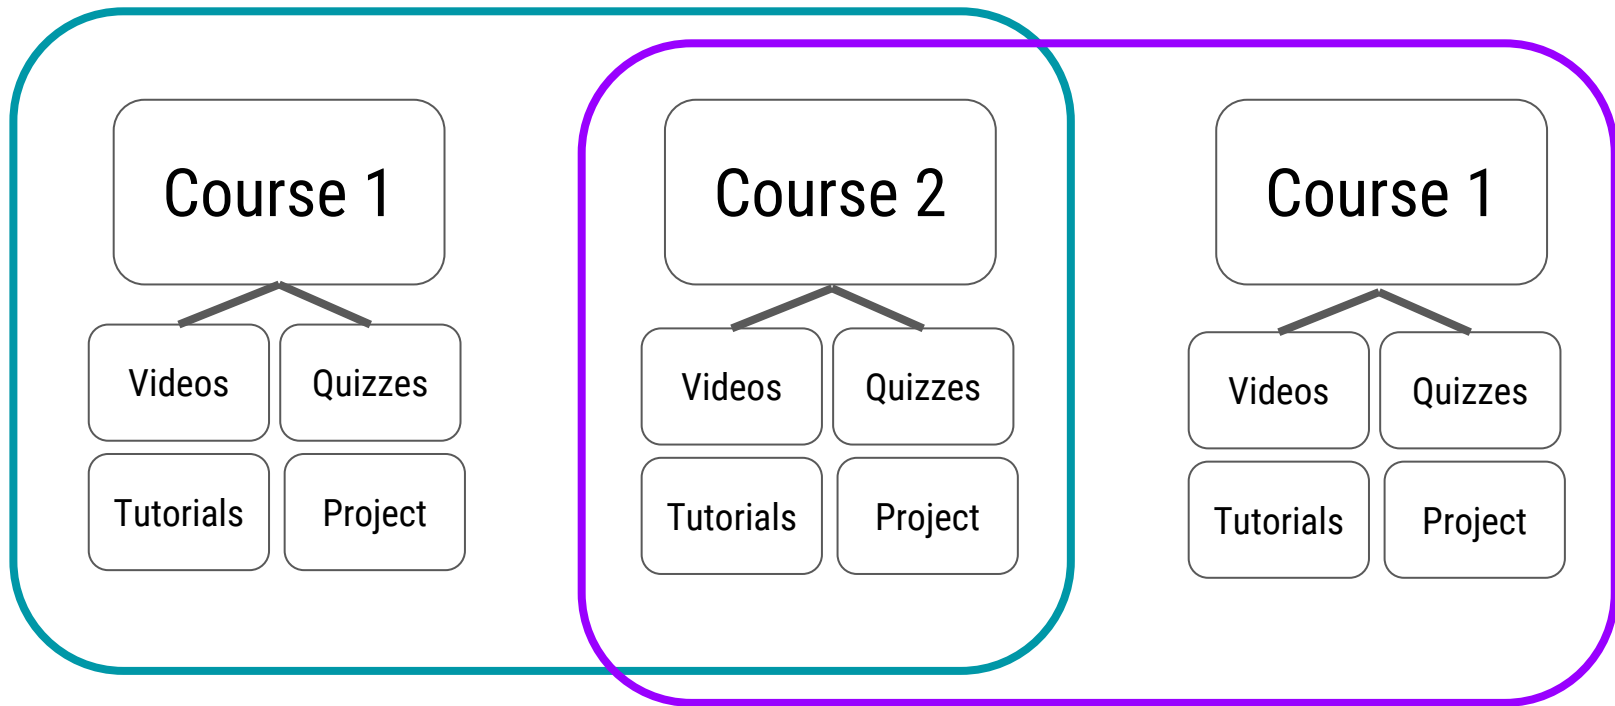 Course 1
Course 2
Course 1
Videos
Quizzes
Videos
Quizzes
Videos
Quizzes
Tutorials
Project
Tutorials
Project
Tutorials
Project